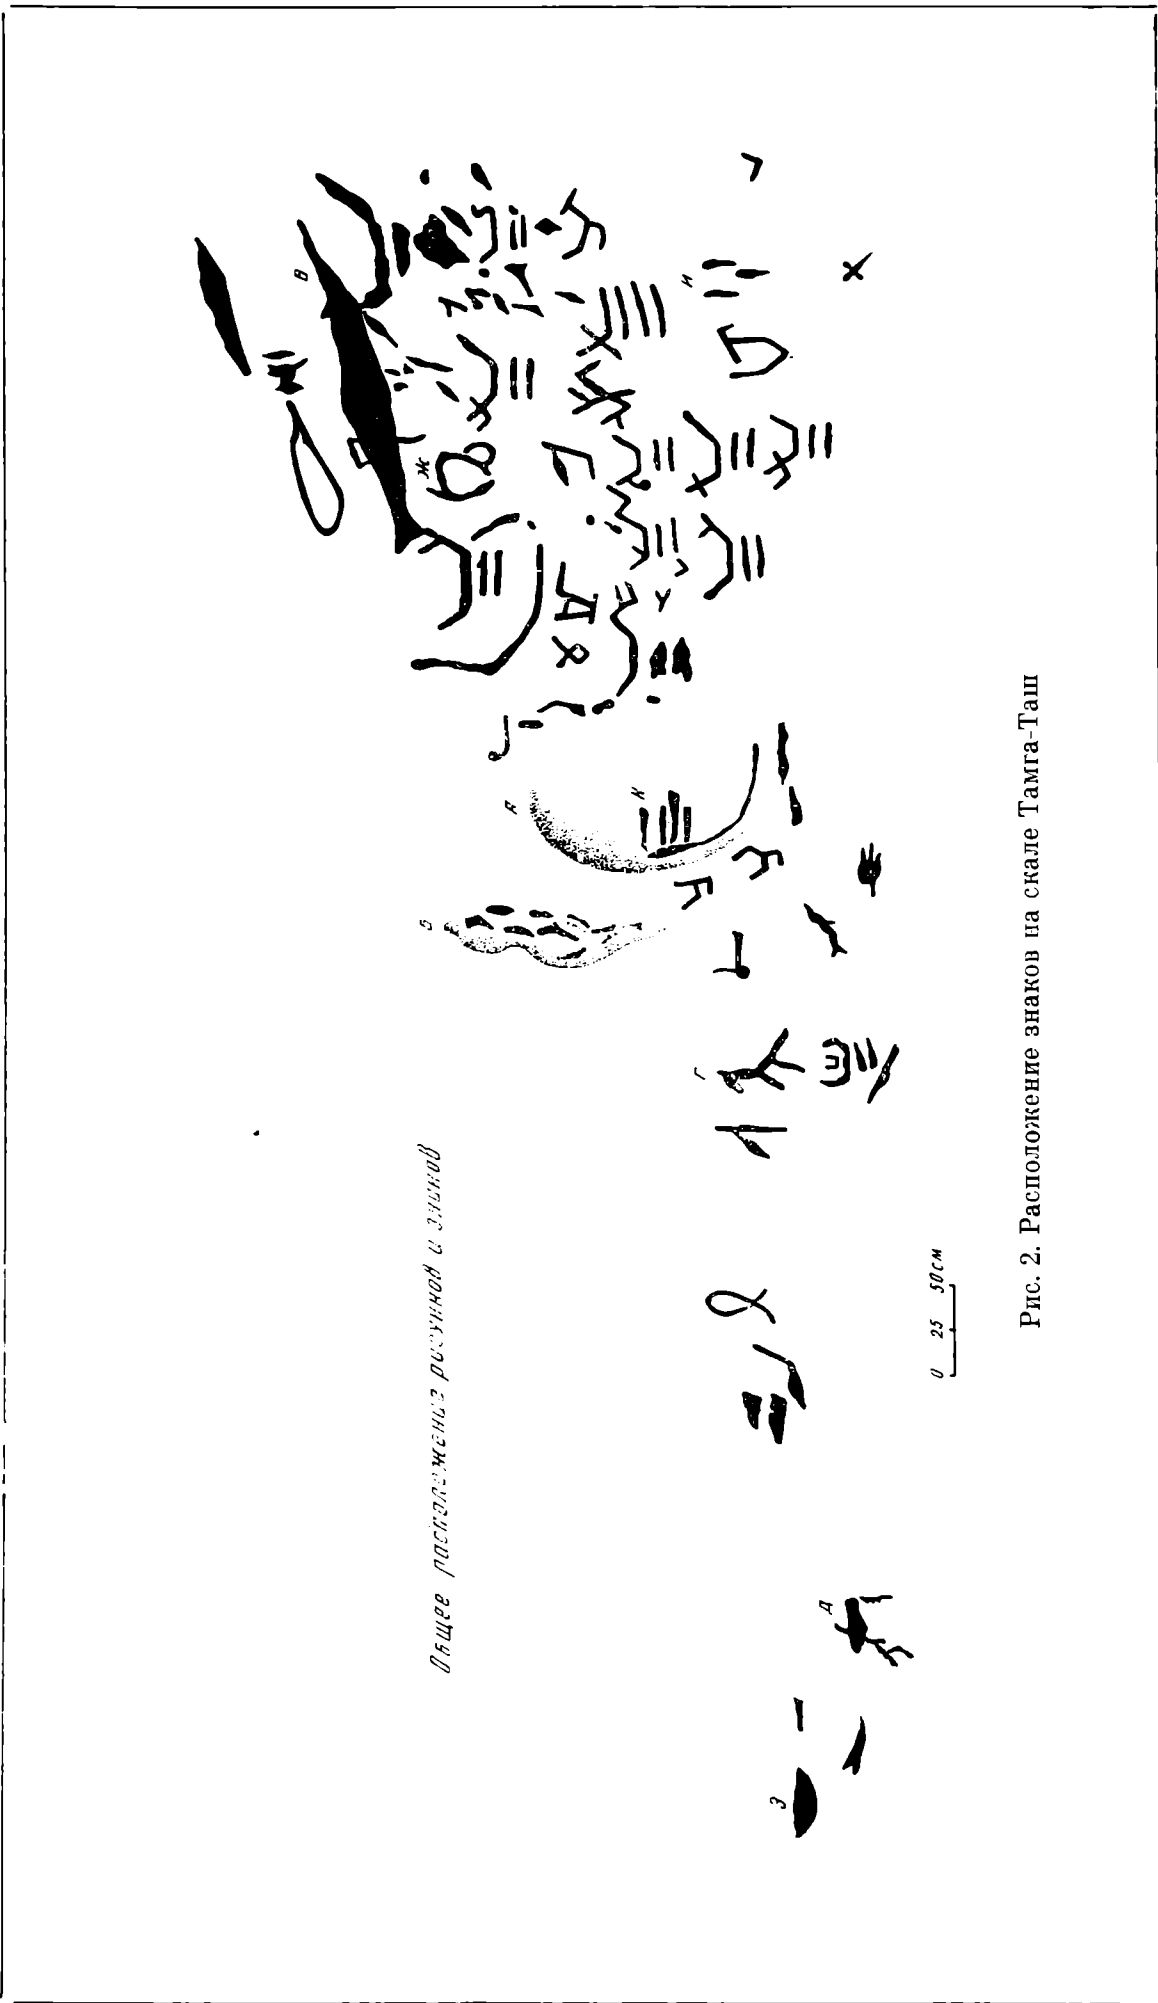 Общее расположение рисунков и знаков
В
Ж
И
А
К
Б
Г
Д
З
0 25 50см
Рис. 2. Расположение знаков на скале Тамга-Таш